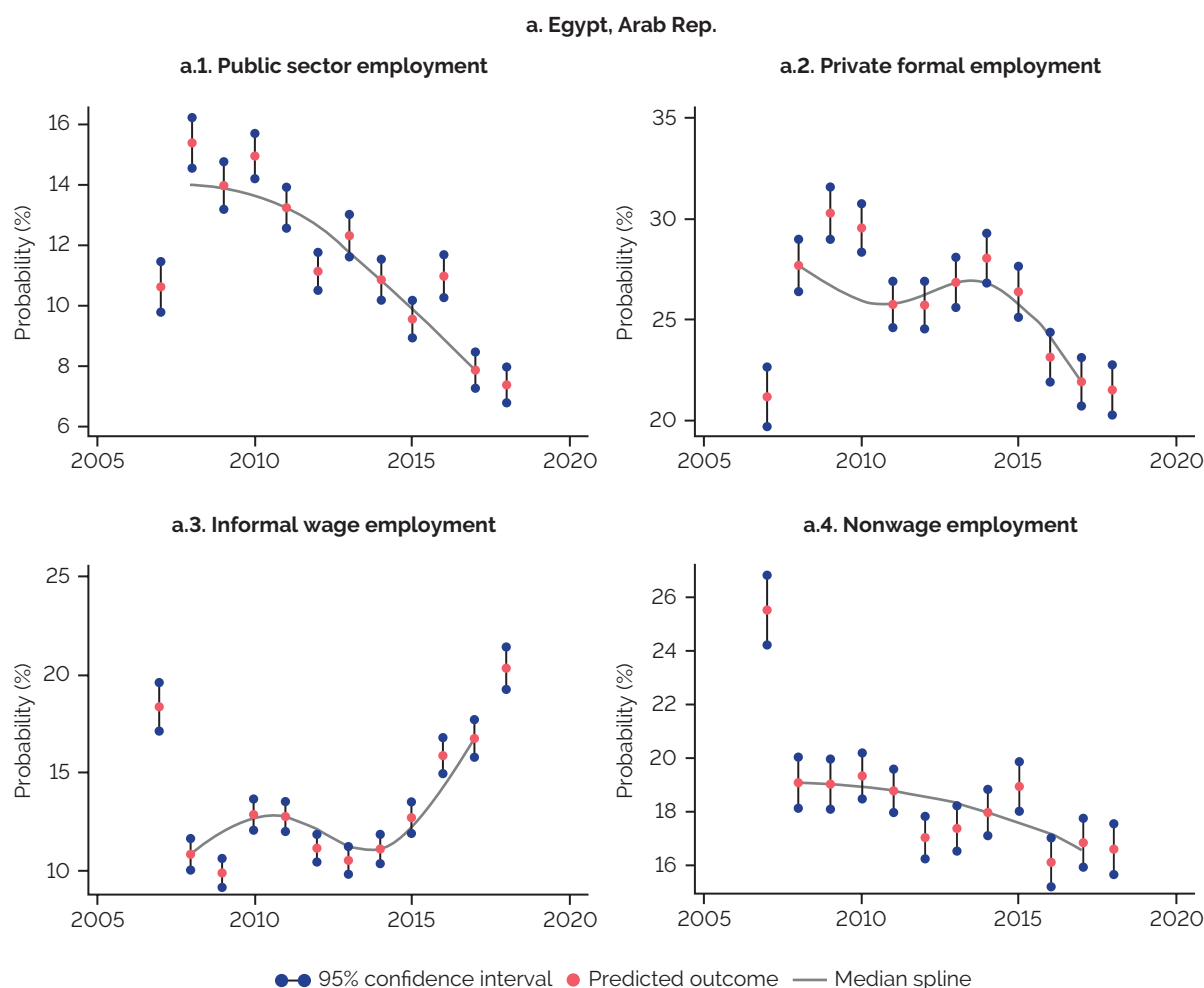 a. Egypt, Arab Rep.
a.1. Public sector employment
Probability (%)
16
14
12
10
8
6
2005 2010 2015 2020
a.2. Private formal employment
Probability (%)
35
30
25
20
2005 2010 2015 2020
a.3. Informal wage employment
Probability (%)
25
20
15
10
2005 2010 2015 2020
a.4. Nonwage employment
Probability (%)
26
24
22
20
18
16
2005 2010 2015 2020
95% confidence interval Predicted outcome Median spline